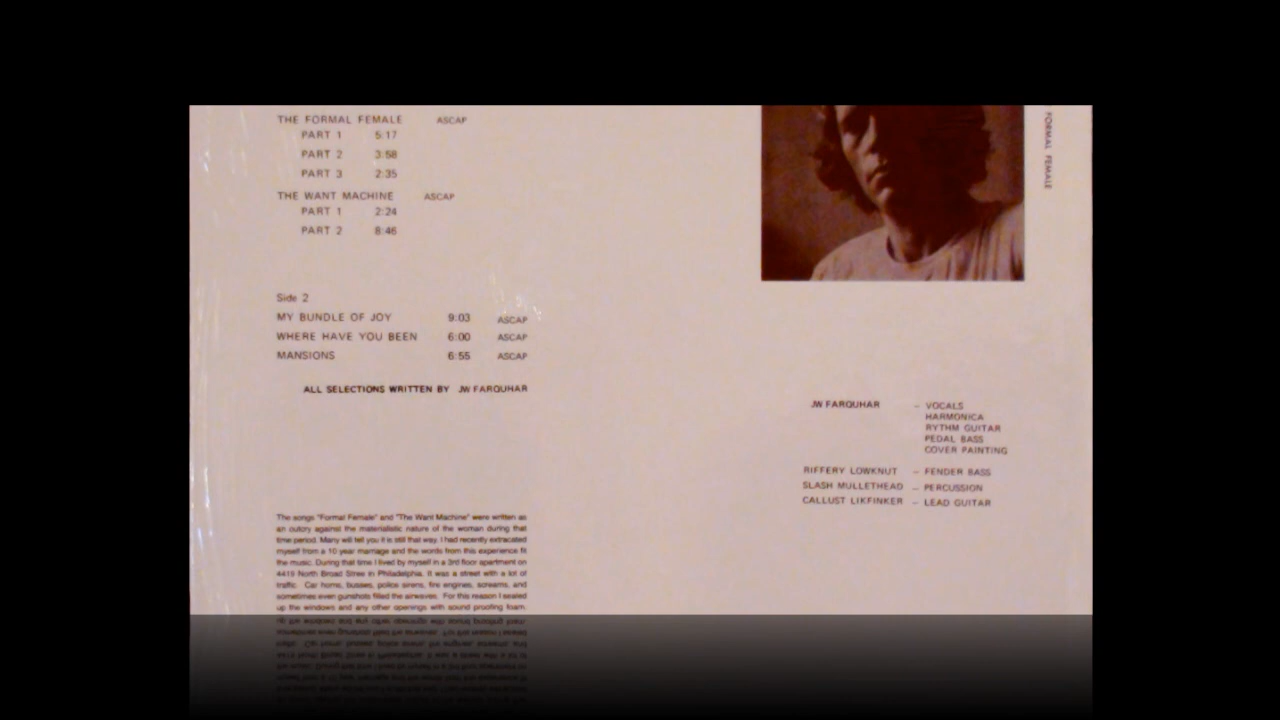 THE FORMAL FEMALE ASCAP
PART 1 5:17
PART 2 3:58
PART 3 2:35
THE WANT MACHINE ASCAP
PART 1 2:24
PART 2 8:46
Side 2
MY BUNDLE OF JOY 9:03 ASCAP
WHERE HAVE YOU BEEN 6:00 ASCAP
MANSIONS 6:55 ASCAP
ALL SELECTIONS WRITTEN BY JW FARQUHAR
The songs "Formal Female" and "The Want Machine" were written as
an outcry against the materialistic nature of the woman during that
time period. Many will tell you it is still that way. I had recently extracated
myself from a 10 year marriage and the words from this experience fit
the music. During that time I lived by myself in a 3rd floor apartment on
4419 North Broad Stree in Philadelphia. It was a street with a lot of
traffic. Car horns, busses, police sirens, fire engines, screams, and
sometimes even gunshots filled the airwaves. For this reason I sealed
up the windows and any other openings with sound proofing foam.
FORMAL FEMALE
JW FARQUHAR – VOCALS
HARMONICA
RYTHM GUITAR
PEDAL BASS
COVER PAINTING
RIFFERY LOWKNUT – FENDER BASS
SLASH MULLETHEAD – PERCUSSION
CALLUST LIKFINKER – LEAD GUITAR